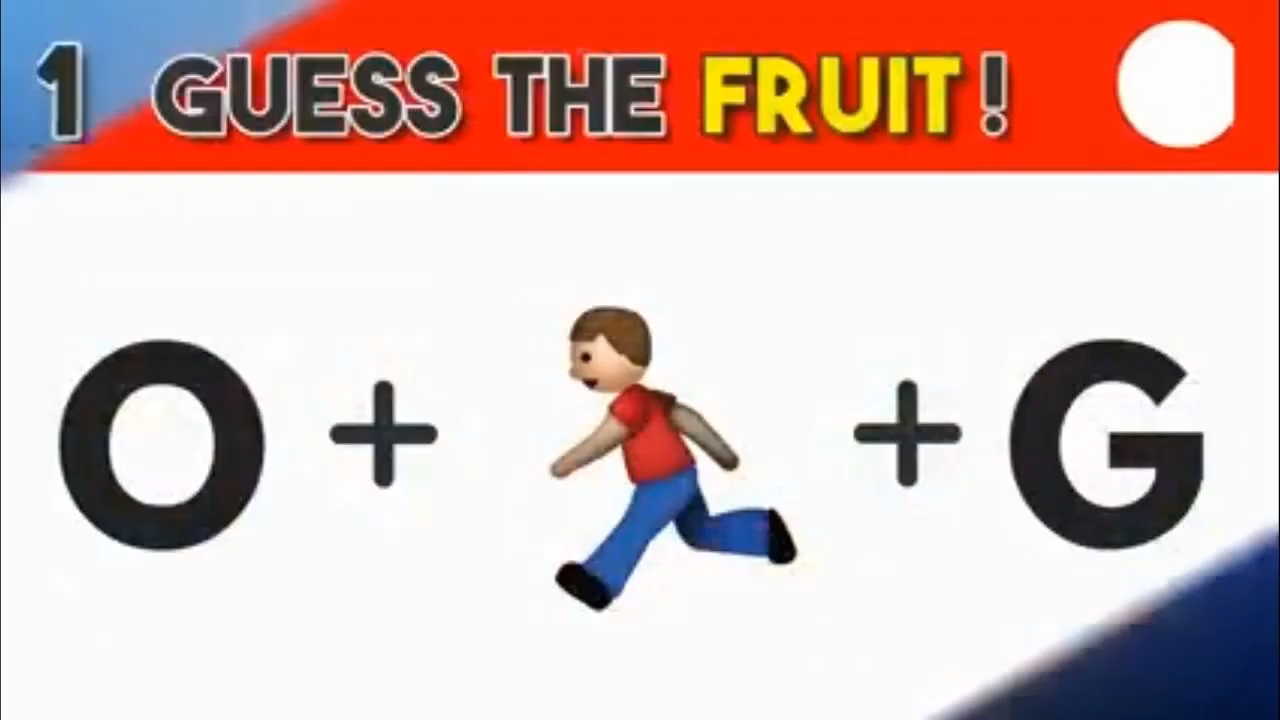 1 GUESS THE FRUIT!
O + + G